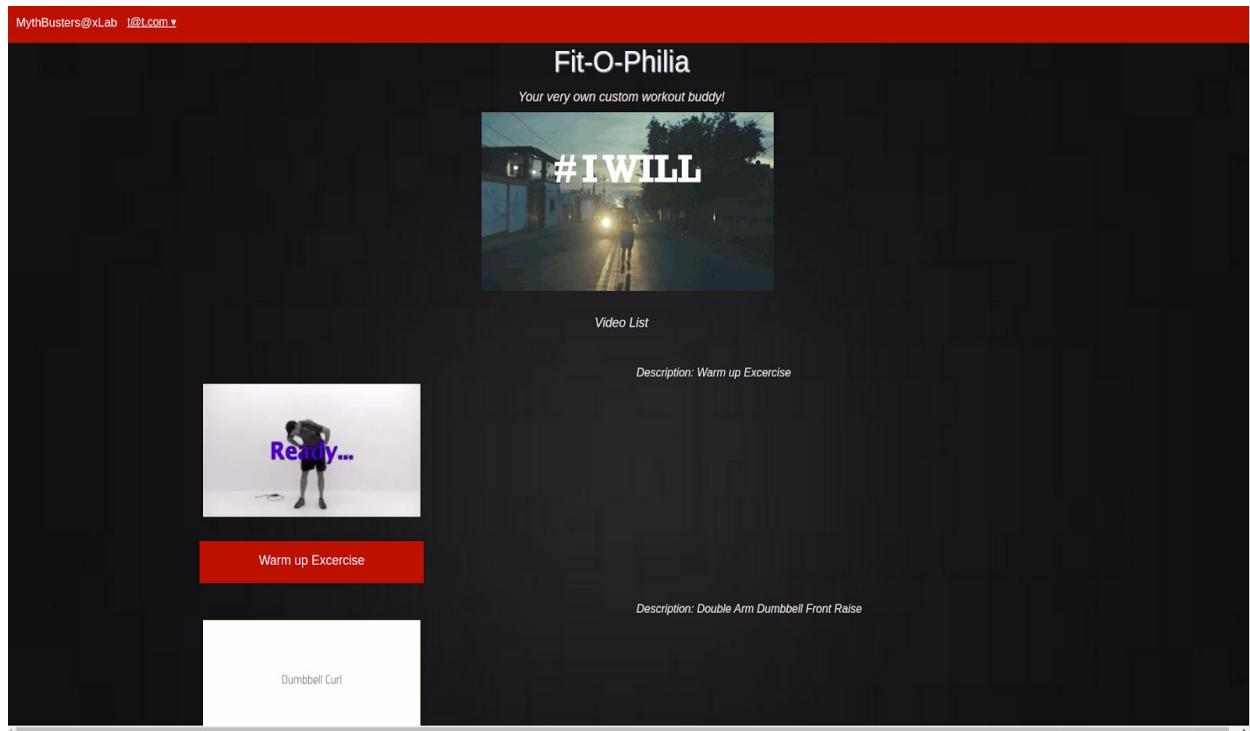 MythBusters@xLab t@t.com ▾
Fit-O-Philia
Your very own custom workout buddy!
#I WILL
Video List
Description: Warm up Excercise
Ready...
Warm up Excercise
Description: Double Arm Dumbbell Front Raise
Dumbbell Curl